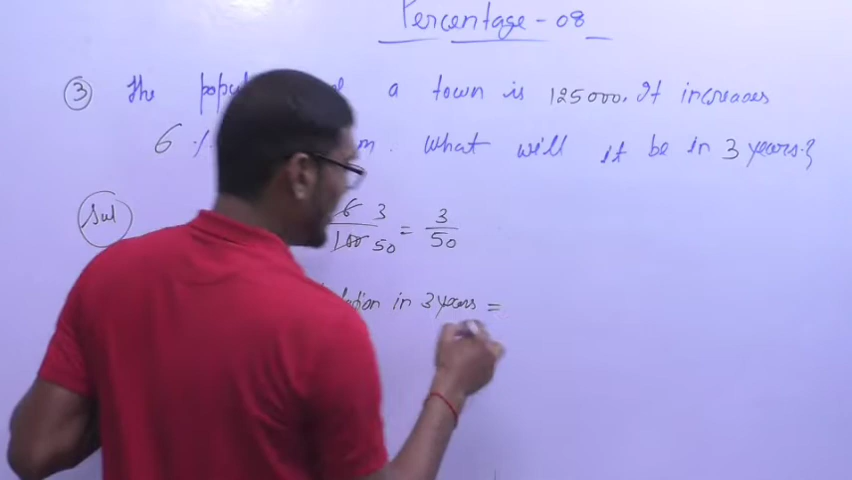 Percentage - 08
③ The a town is 125000. It increases
6 %. What will it be in 3 years?
Sol 6 3 / 100 50 = 3/50
in 3 years =